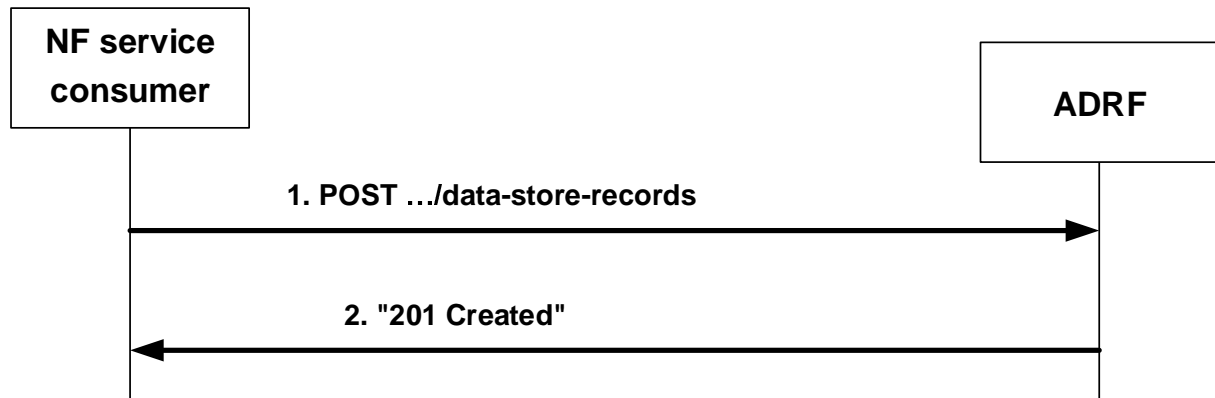 NF service
consumer
ADRF
1. POST …/data-store-records
2. "201 Created"